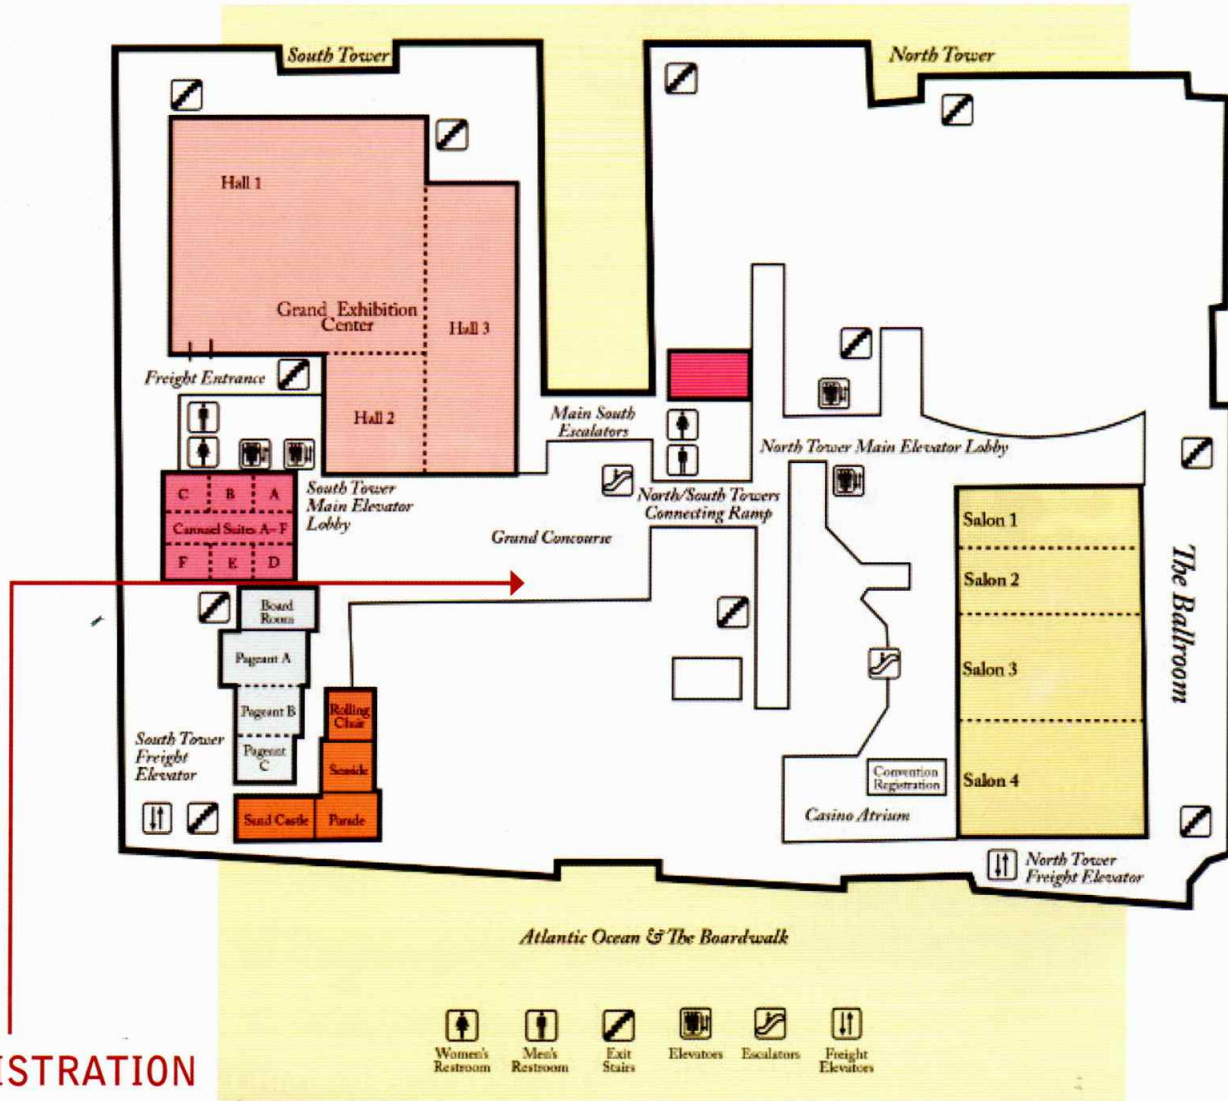 South Tower
North Tower
Hall 1
Grand Exhibition
Center
Hall 3
Freight Entrance
Hall 2
Main South
Escalators
North Tower Main Elevator Lobby
C B A
South Tower
Main Elevator
Lobby
North/South Towers
Connecting Ramp
Salon 1
Carousel Suites A-F
Grand Concourse
F E D
Salon 2
The Ballroom
Board
Room
Pageant A
Salon 3
Pageant B
Rolling
Chair
South Tower
Freight
Elevator
Pageant
C
Seaside
Convention
Registration
Salon 4
Sand Castle
Parade
Casino Atrium
North Tower
Freight Elevator
Atlantic Ocean & The Boardwalk
Women's
Restroom
Men's
Restroom
Exit
Stairs
Elevators
Escalators
Freight
Elevators
ISTRATION